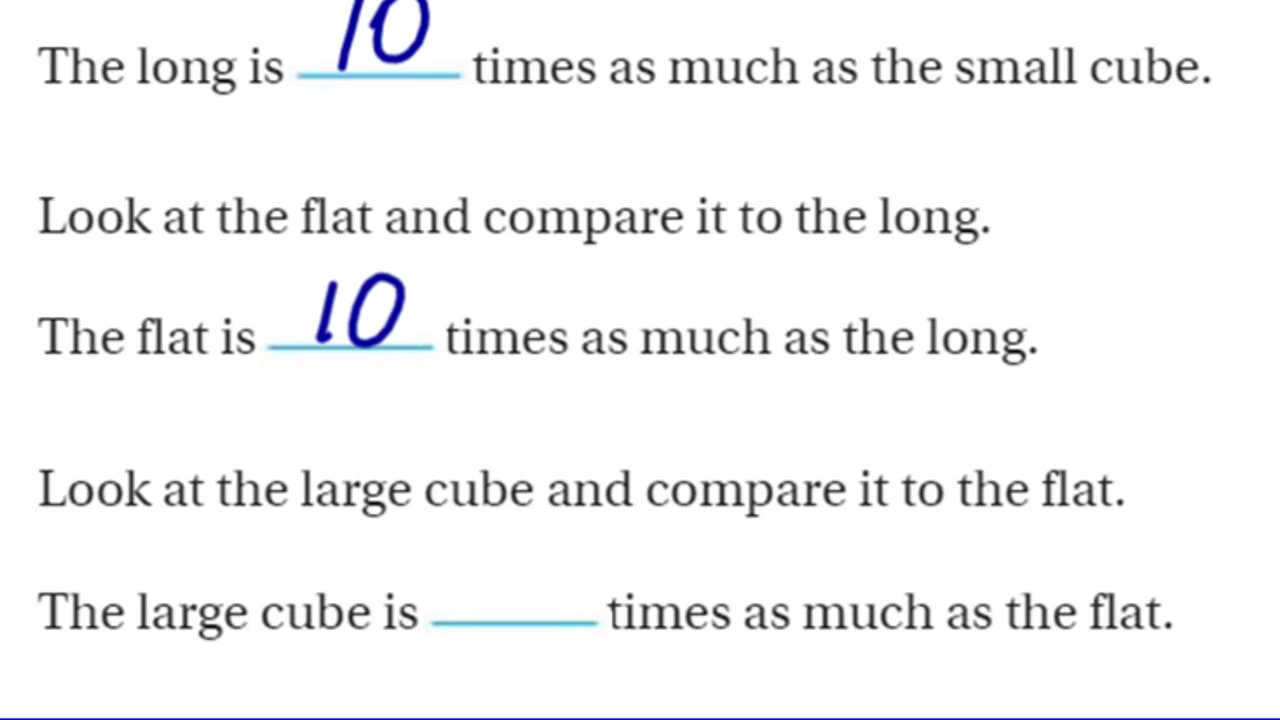 The long is 10 times as much as the small cube.
Look at the flat and compare it to the long.
The flat is 10 times as much as the long.
Look at the large cube and compare it to the flat.
The large cube is ______ times as much as the flat.